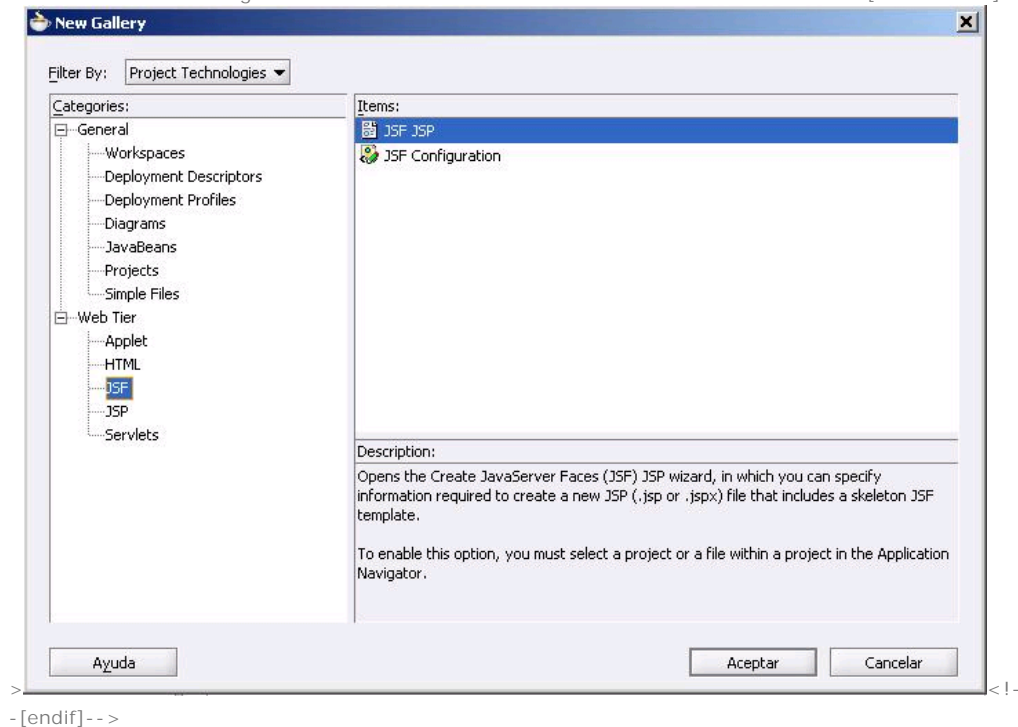 New Gallery
Filter By: Project Technologies
Categories:
General
Workspaces
Deployment Descriptors
Deployment Profiles
Diagrams
JavaBeans
Projects
Simple Files
Web Tier
Applet
HTML
JSF
JSP
Servlets
Items:
JSF JSP
JSF Configuration
Description:
Opens the Create JavaServer Faces (JSF) JSP wizard, in which you can specify
information required to create a new JSP (.jsp or .jspx) file that includes a skeleton JSF
template.
To enable this option, you must select a project or a file within a project in the Application
Navigator.
Ayuda
Aceptar
Cancelar
> <!-
-[endif]-->